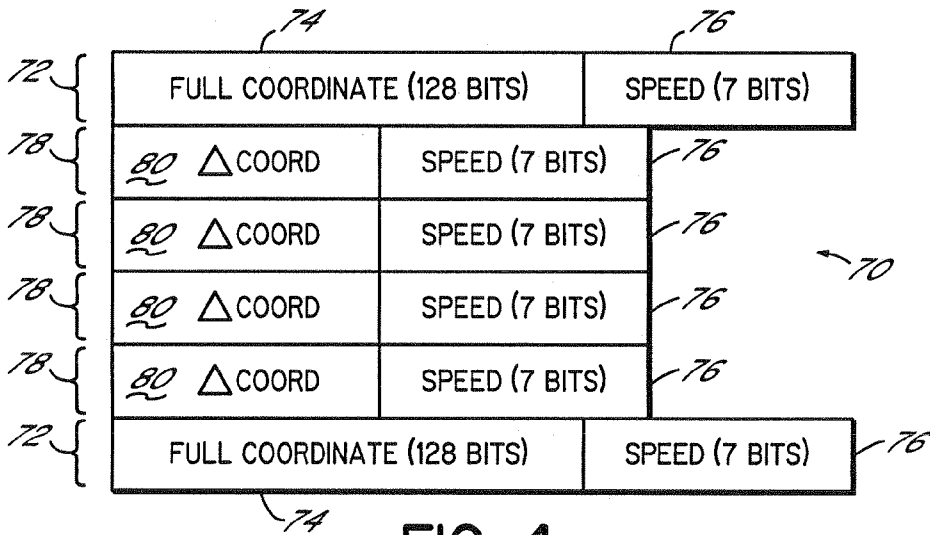 74 76
72 FULL COORDINATE (128 BITS) SPEED (7 BITS)
78 80 △COORD SPEED (7 BITS) 76
78 80 △COORD SPEED (7 BITS) 76
70
78 80 △COORD SPEED (7 BITS) 76
78 80 △COORD SPEED (7 BITS) 76
72 FULL COORDINATE (128 BITS) SPEED (7 BITS) 76
74